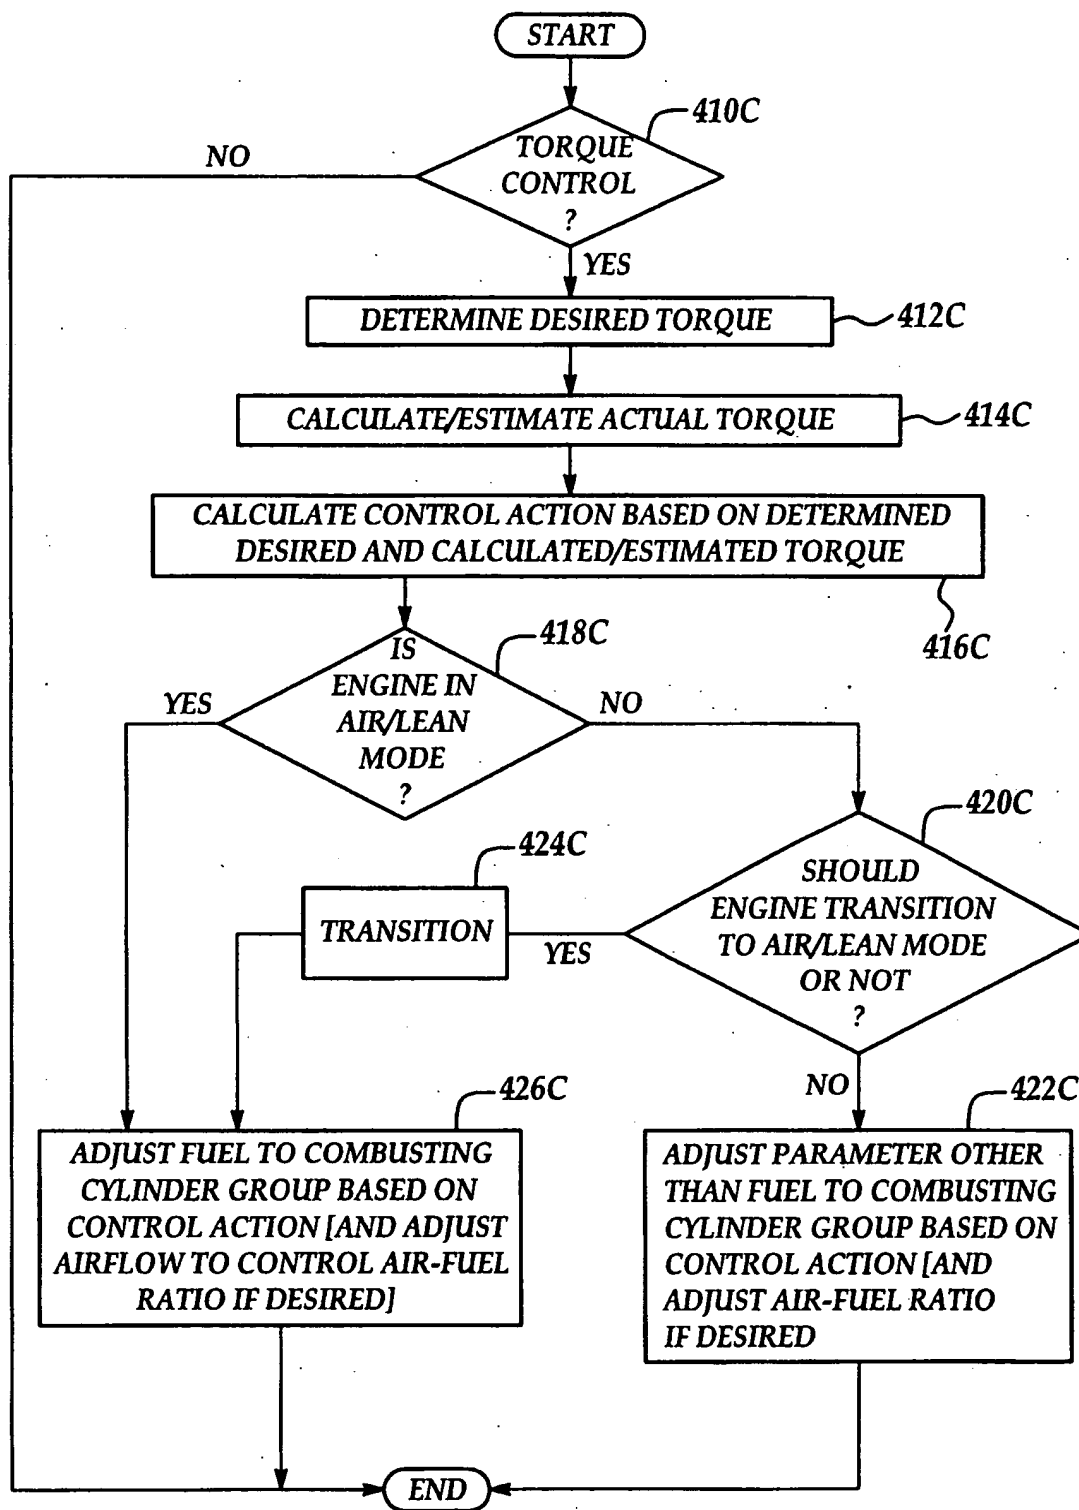 START
410C
TORQUE
CONTROL
?
NO
YES
DETERMINE DESIRED TORQUE
412C
CALCULATE/ESTIMATE ACTUAL TORQUE
414C
CALCULATE CONTROL ACTION BASED ON DETERMINED
DESIRED AND CALCULATED/ESTIMATED TORQUE
416C
418C
IS
ENGINE IN
AIR/LEAN
MODE
?
YES
NO
420C
SHOULD
ENGINE TRANSITION
TO AIR/LEAN MODE
OR NOT
?
424C
TRANSITION
YES
NO
426C
ADJUST FUEL TO COMBUSTING
CYLINDER GROUP BASED ON
CONTROL ACTION [AND ADJUST
AIRFLOW TO CONTROL AIR-FUEL
RATIO IF DESIRED]
422C
ADJUST PARAMETER OTHER
THAN FUEL TO COMBUSTING
CYLINDER GROUP BASED ON
CONTROL ACTION [AND
ADJUST AIR-FUEL RATIO
IF DESIRED
END